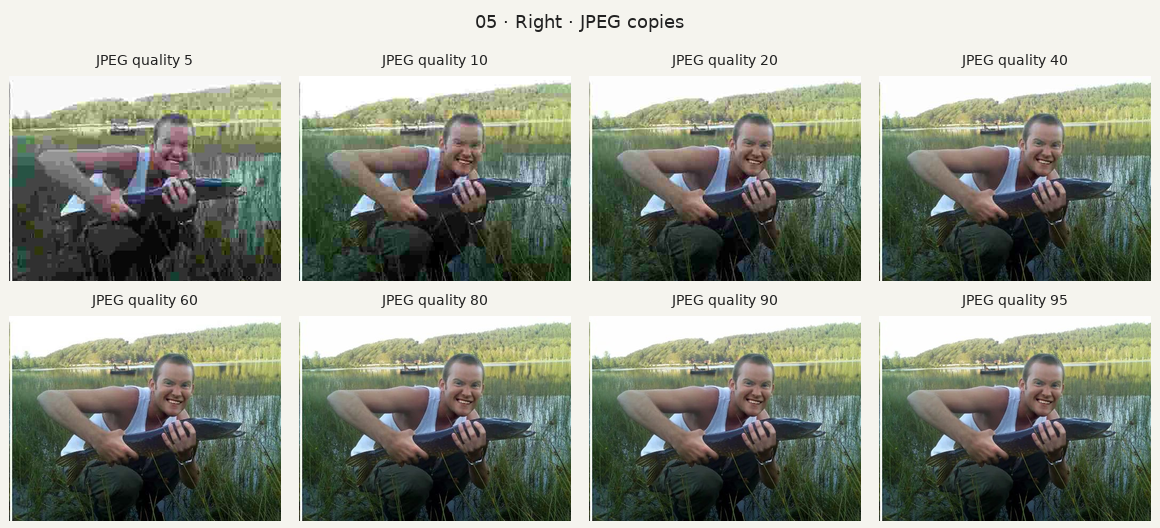 05 · Right · JPEG copies
JPEG quality 5
JPEG quality 10
JPEG quality 20
JPEG quality 40
JPEG quality 60
JPEG quality 80
JPEG quality 90
JPEG quality 95